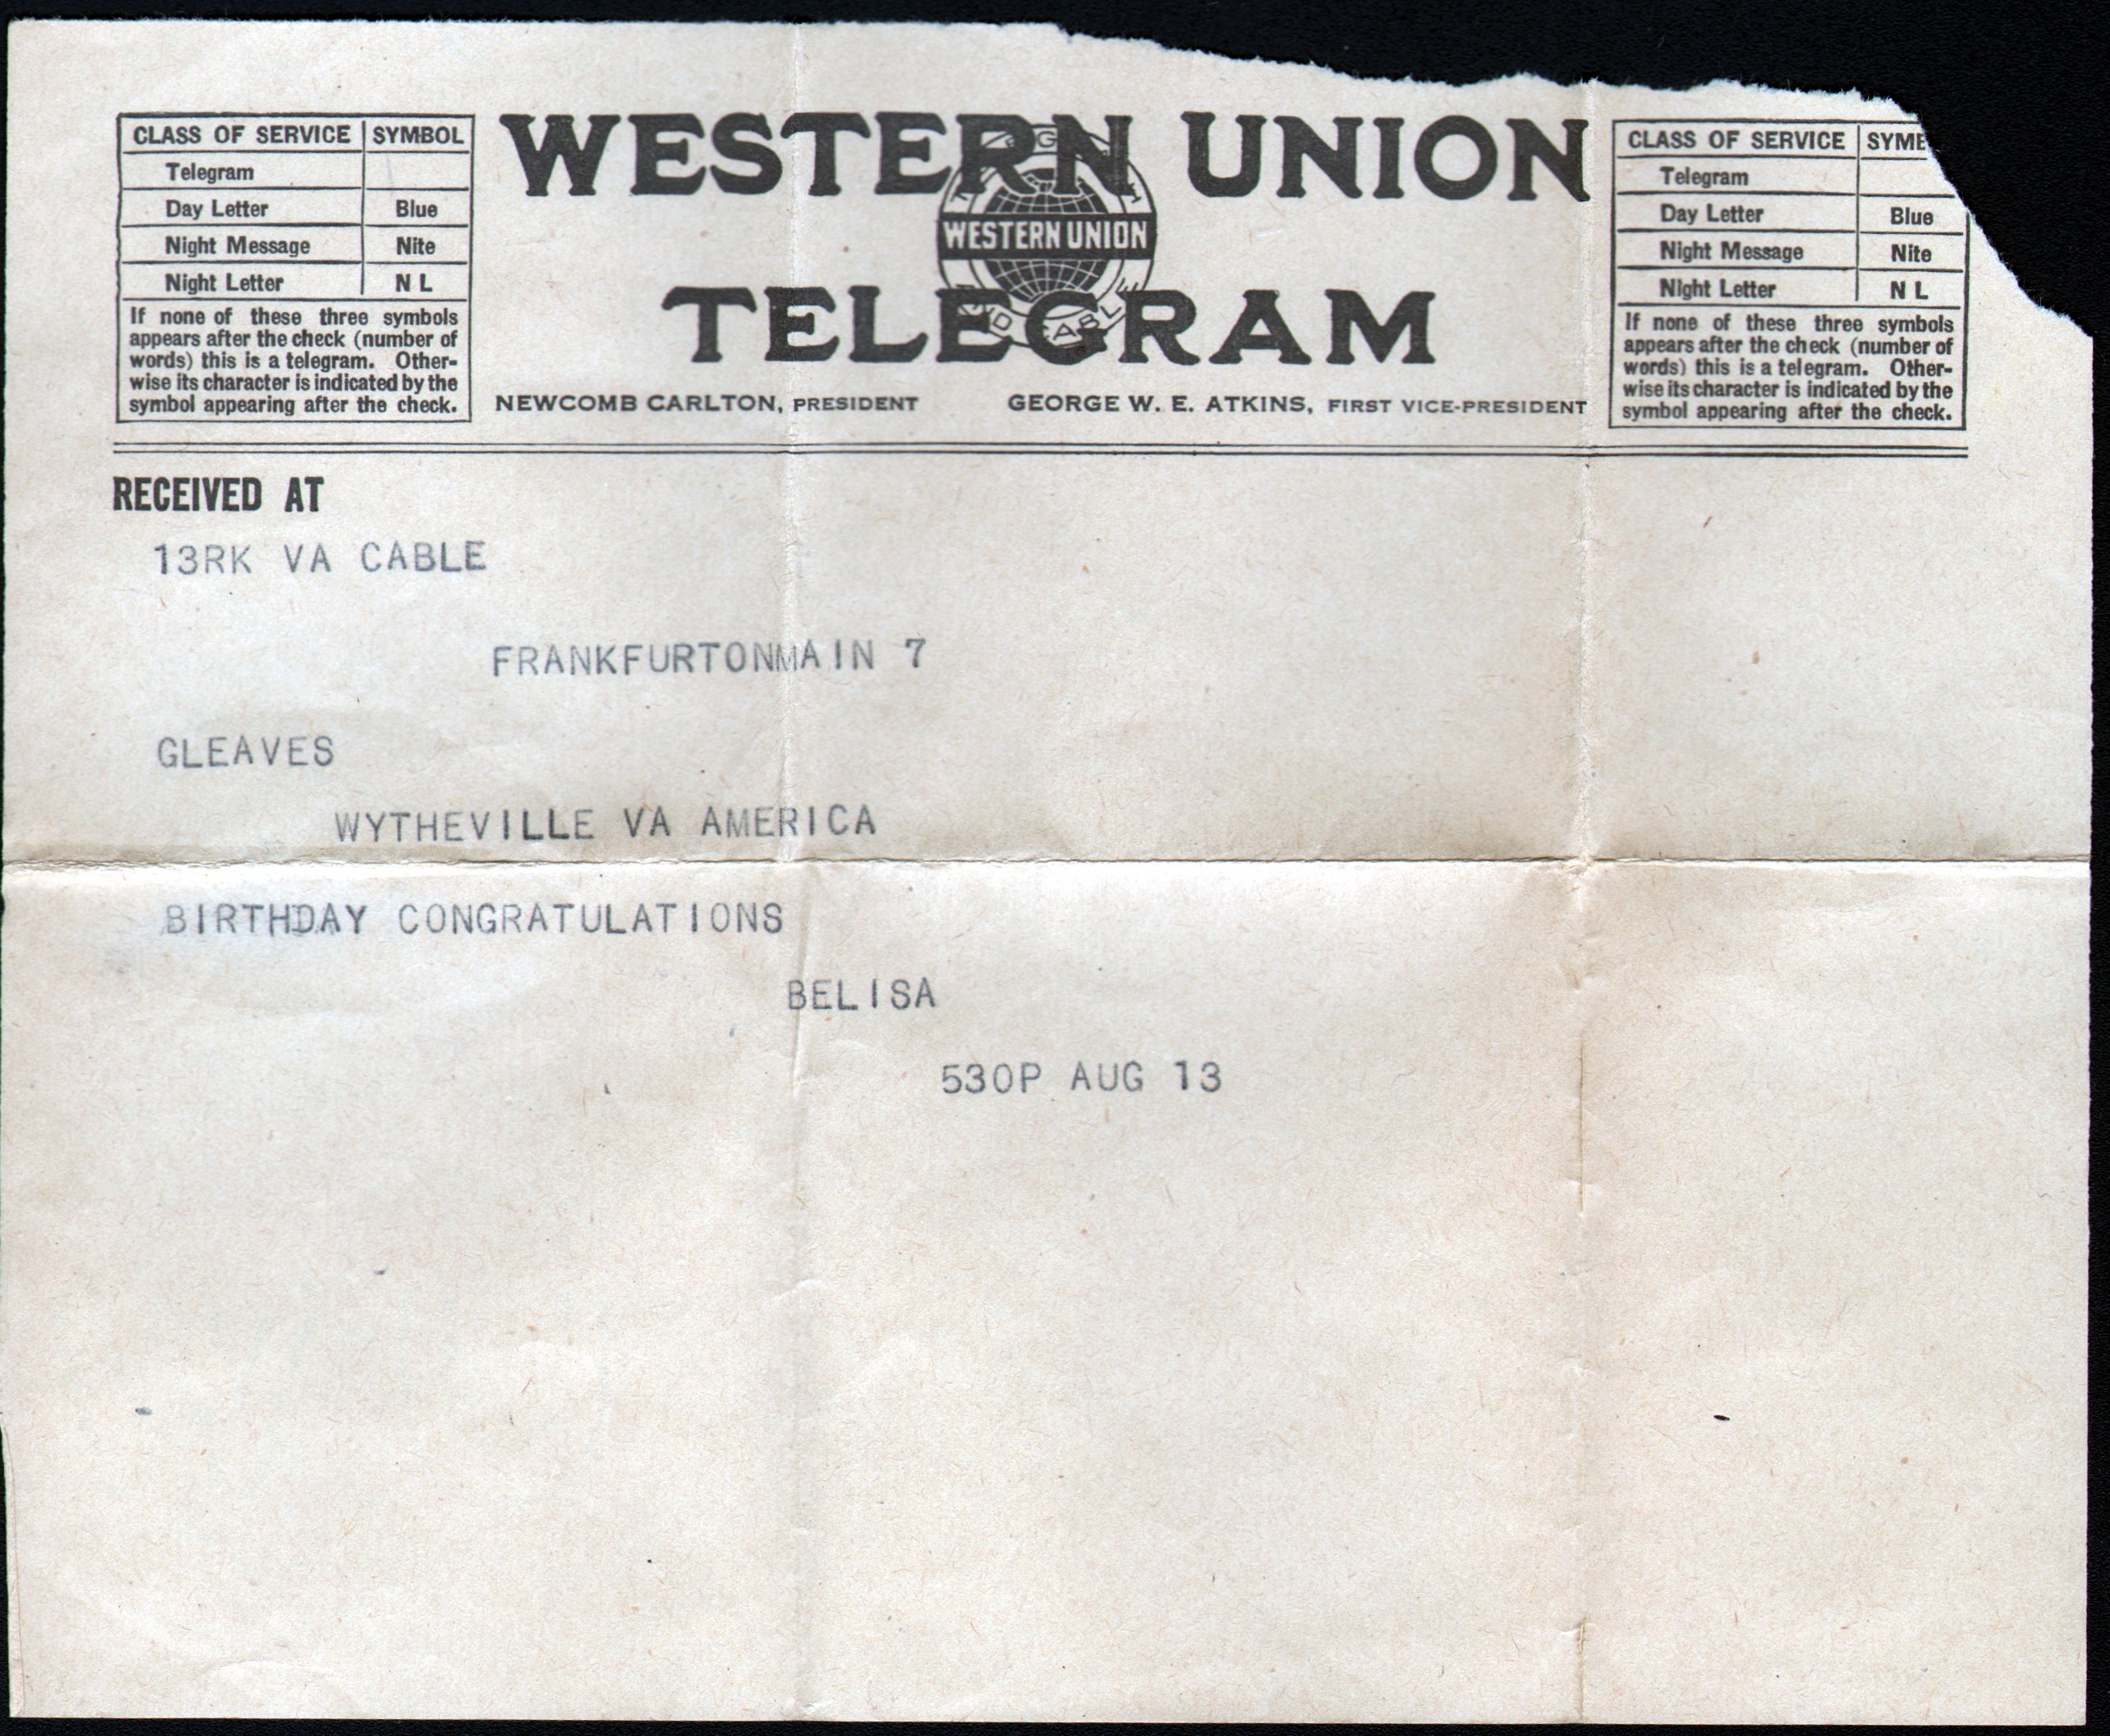 CLASS OF SERVICE SYMBOL
Telegram
Day Letter Blue
Night Message Nite
Night Letter N L
If none of these three symbols
appears after the check (number of
words) this is a telegram. Other-
wise its character is indicated by the
symbol appearing after the check.
WESTERN UNION
WESTERN UNION
TELEGRAM
NEWCOMB CARLTON, PRESIDENT GEORGE W. E. ATKINS, FIRST VICE-PRESIDENT
CLASS OF SERVICE SYMB
Telegram
Day Letter Blue
Night Message Nite
Night Letter N L
If none of these three symbols
appears after the check (number of
words) this is a telegram. Other-
wise its character is indicated by the
symbol appearing after the check.
RECEIVED AT
13RK VA CABLE
FRANKFURTONMAIN 7
GLEAVES
WYTHEVILLE VA AMERICA
BIRTHDAY CONGRATULATIONS
BELISA
530P AUG 13